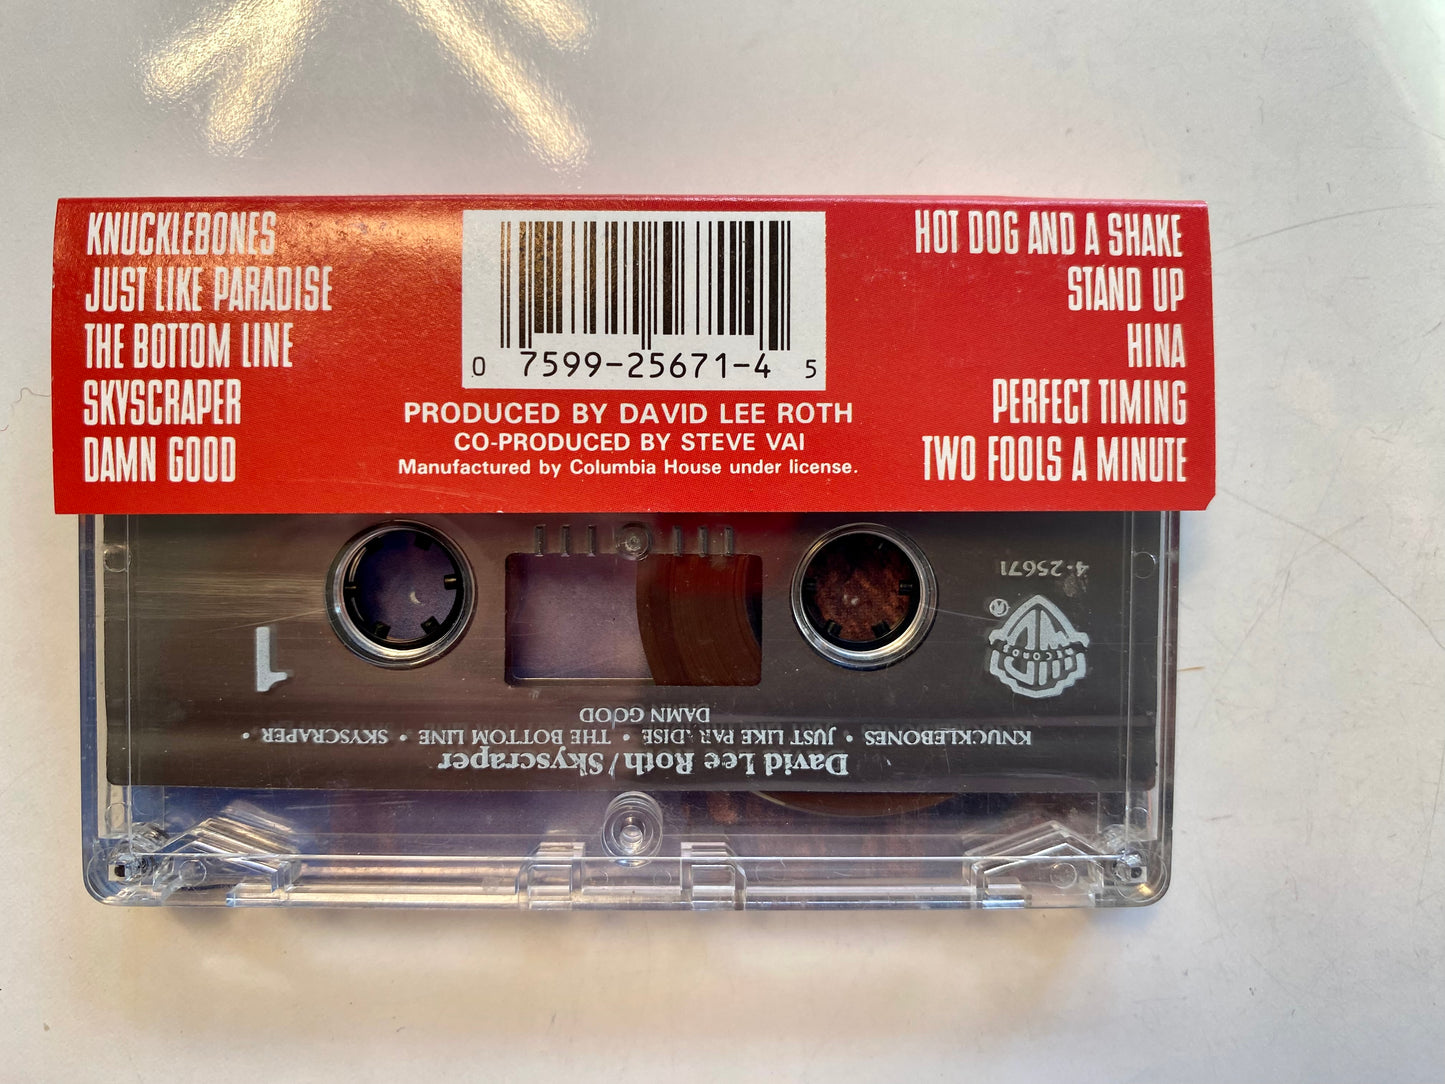 KNUCKLEBONES
JUST LIKE PARADISE
THE BOTTOM LINE
SKYSCRAPER
DAMN GOOD
0 7599-25671-4 5
PRODUCED BY DAVID LEE ROTH
CO-PRODUCED BY STEVE VAI
Manufactured by Columbia House under license.
HOT DOG AND A SHAKE
STAND UP
HINA
PERFECT TIMING
TWO FOOLS A MINUTE
David Lee Roth/Skyscraper
KNUCKLEBONES • JUST LIKE PARADISE • THE BOTTOM LINE • SKYSCRAPER •
DAMN GOOD
1
RECORDS
®
4-25671